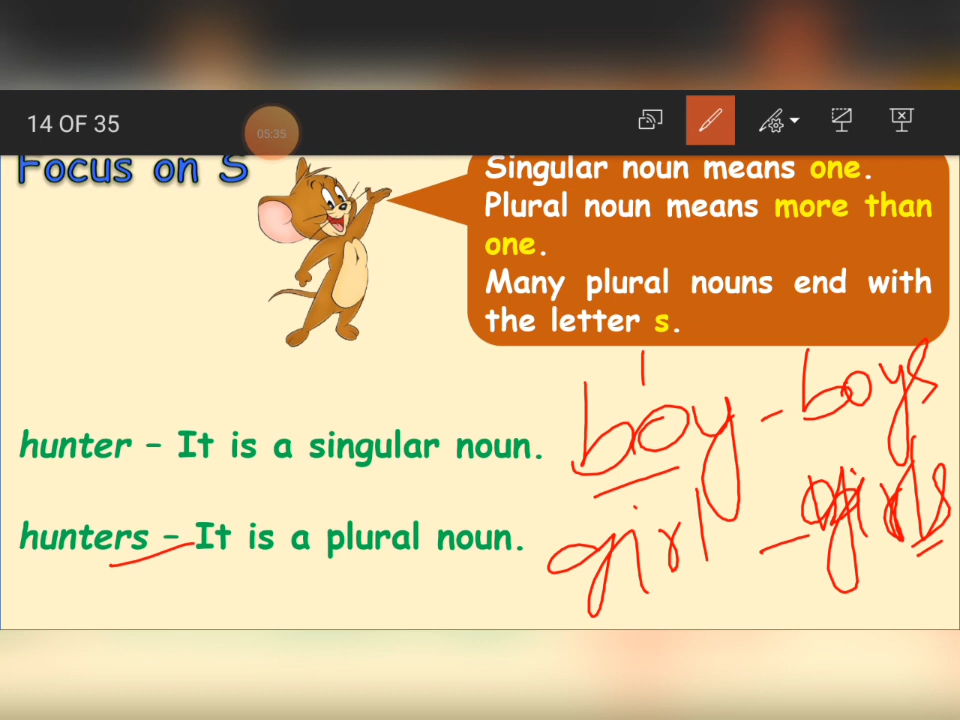 14 OF 35
05:35
Focus on S
Singular noun means one.
Plural noun means more than
one.
Many plural nouns end with
the letter s.
boy - boys
hunter – It is a singular noun.
girl - girls
hunters – It is a plural noun.